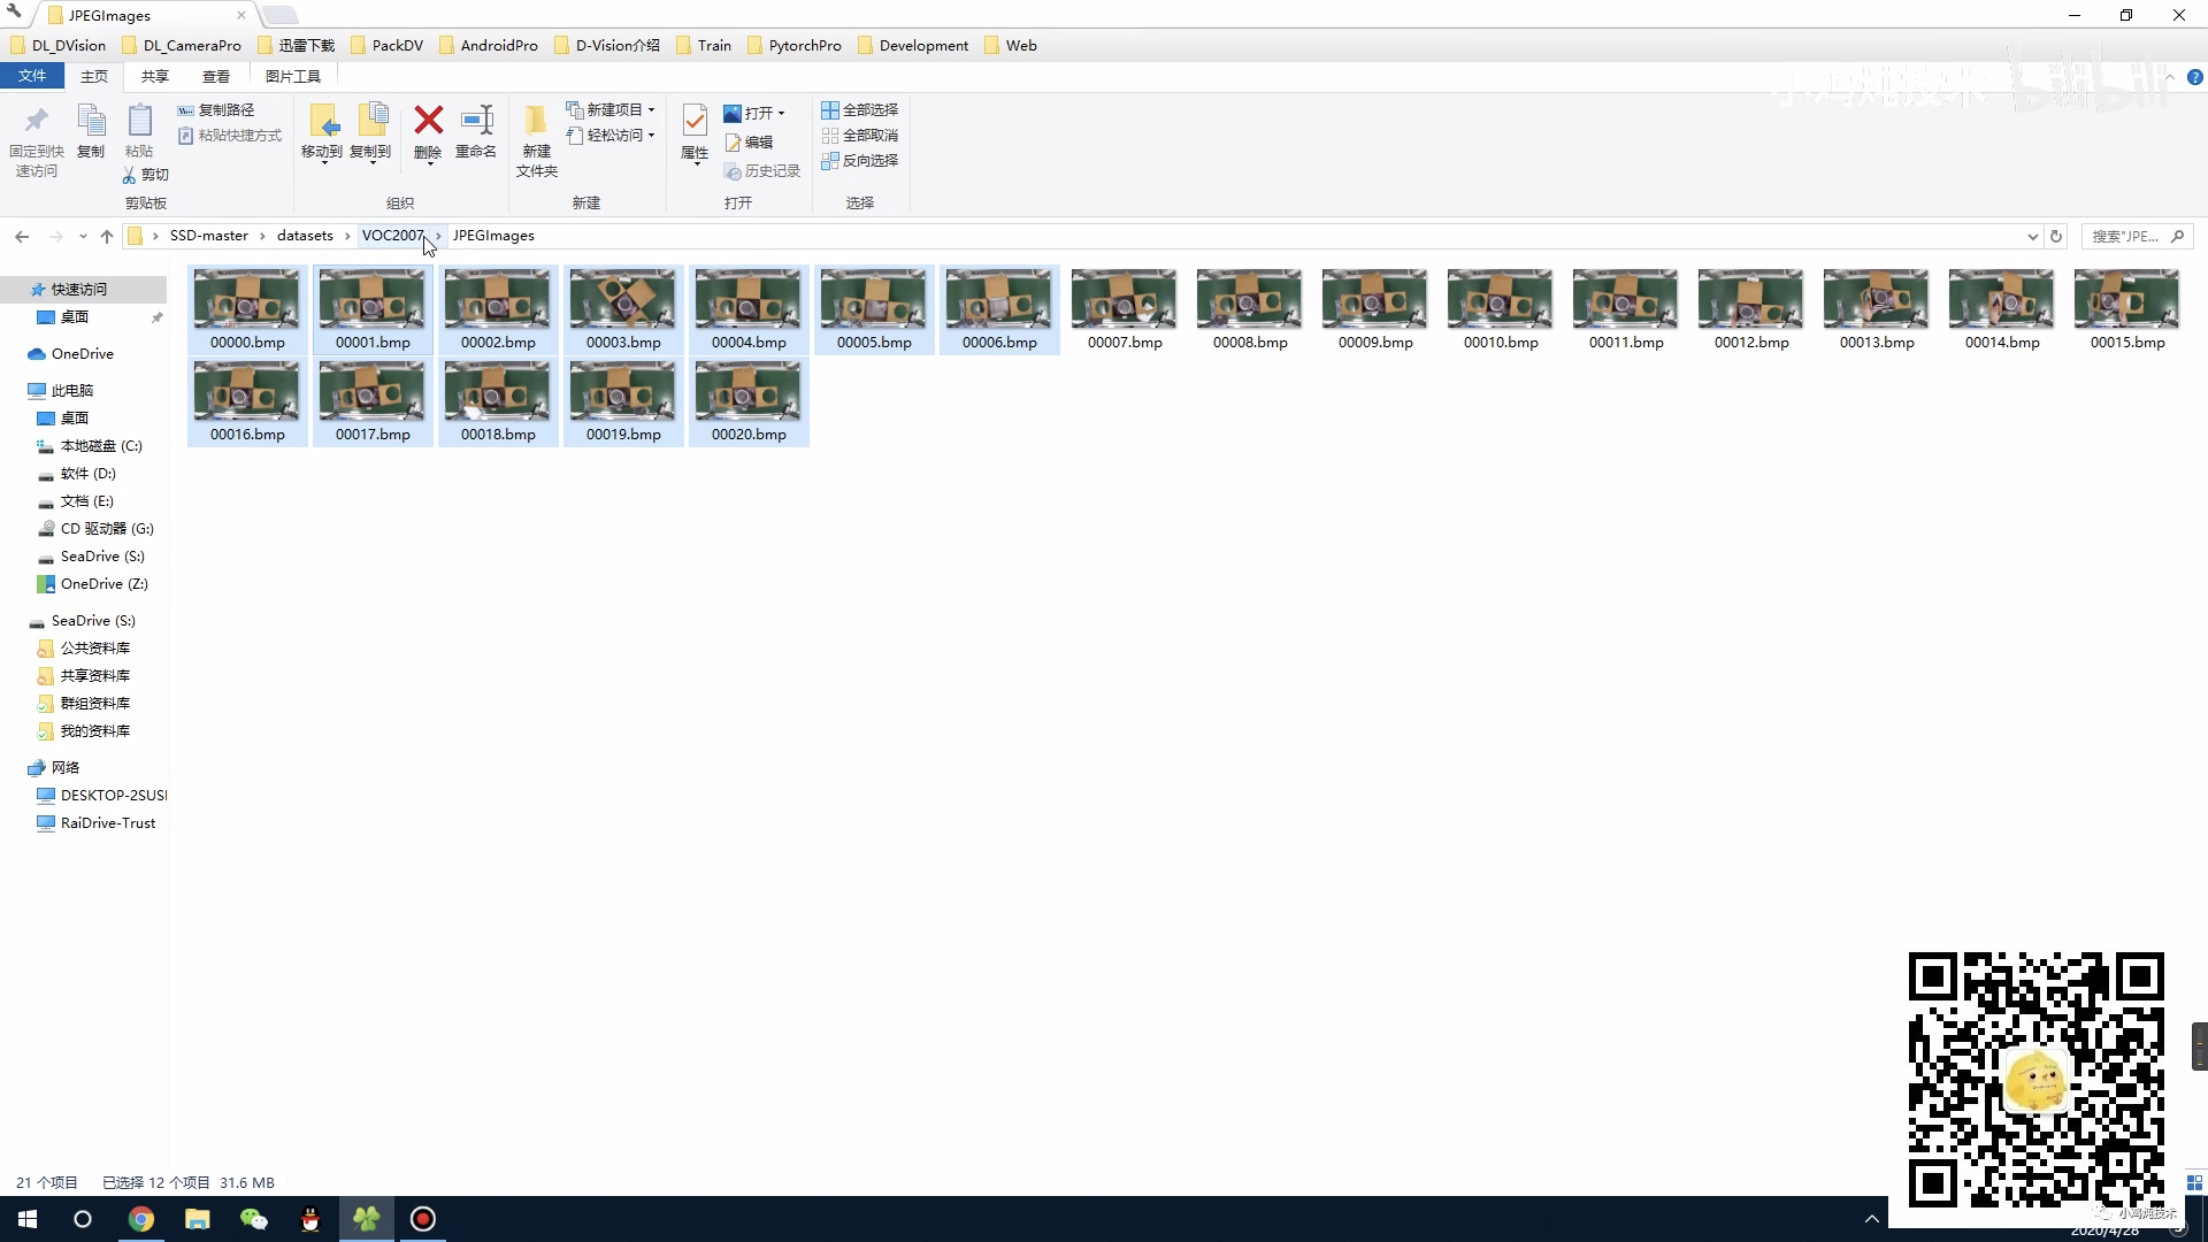 JPEGImages
DL_DVision DL_CameraPro 迅雷下载 PackDV AndroidPro D-Vision介绍 Train PytorchPro Development Web
文件 主页 共享 查看 图片工具
小鸡炖技术 bilibili
固定到快速访问
复制
粘贴
复制路径
粘贴快捷方式
剪切
剪贴板
移动到 复制到 删除 重命名
组织
新建文件夹
新建项目
轻松访问
新建
属性
打开
编辑
历史记录
打开
全部选择
全部取消
反向选择
选择
SSD-master datasets VOC2007 JPEGImages
搜索"JPE...
快速访问
桌面
OneDrive
此电脑
桌面
本地磁盘 (C:)
软件 (D:)
文档 (E:)
CD 驱动器 (G:)
SeaDrive (S:)
OneDrive (Z:)
SeaDrive (S:)
公共资料库
共享资料库
群组资料库
我的资料库
网络
DESKTOP-2SUS
RaiDrive-Trust
00000.bmp 00001.bmp 00002.bmp 00003.bmp 00004.bmp 00005.bmp 00006.bmp 00007.bmp 00008.bmp 00009.bmp 00010.bmp 00011.bmp 00012.bmp 00013.bmp 00014.bmp 00015.bmp
00016.bmp 00017.bmp 00018.bmp 00019.bmp 00020.bmp
21 个项目 已选择 12 个项目 31.6 MB
小鸡炖技术
2020/4/28